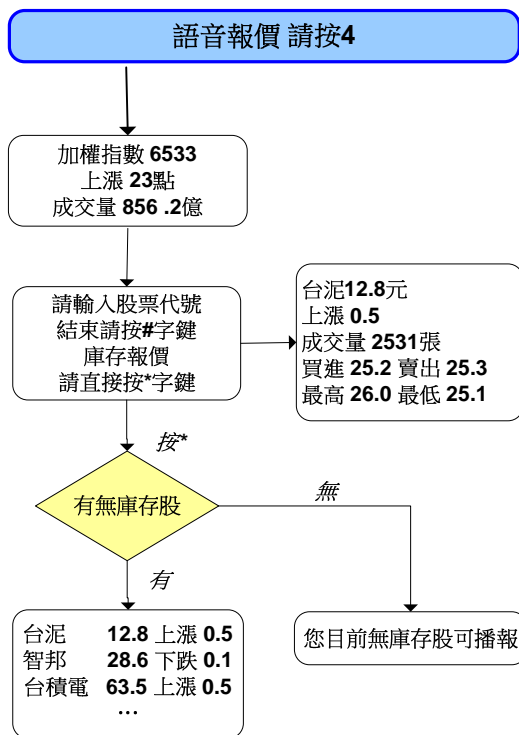 語音報價 請按4
加權指數 6533
上漲 23點
成交量 856 .2億
請輸入股票代號
結束請按#字鍵
庫存報價
請直接按*字鍵
台泥12.8元
上漲 0.5
成交量 2531張
買進 25.2 賣出 25.3
最高 26.0 最低 25.1
按*
有無庫存股
無
有
台泥 12.8 上漲 0.5
智邦 28.6 下跌 0.1
台積電 63.5 上漲 0.5
...
您目前無庫存股可播報